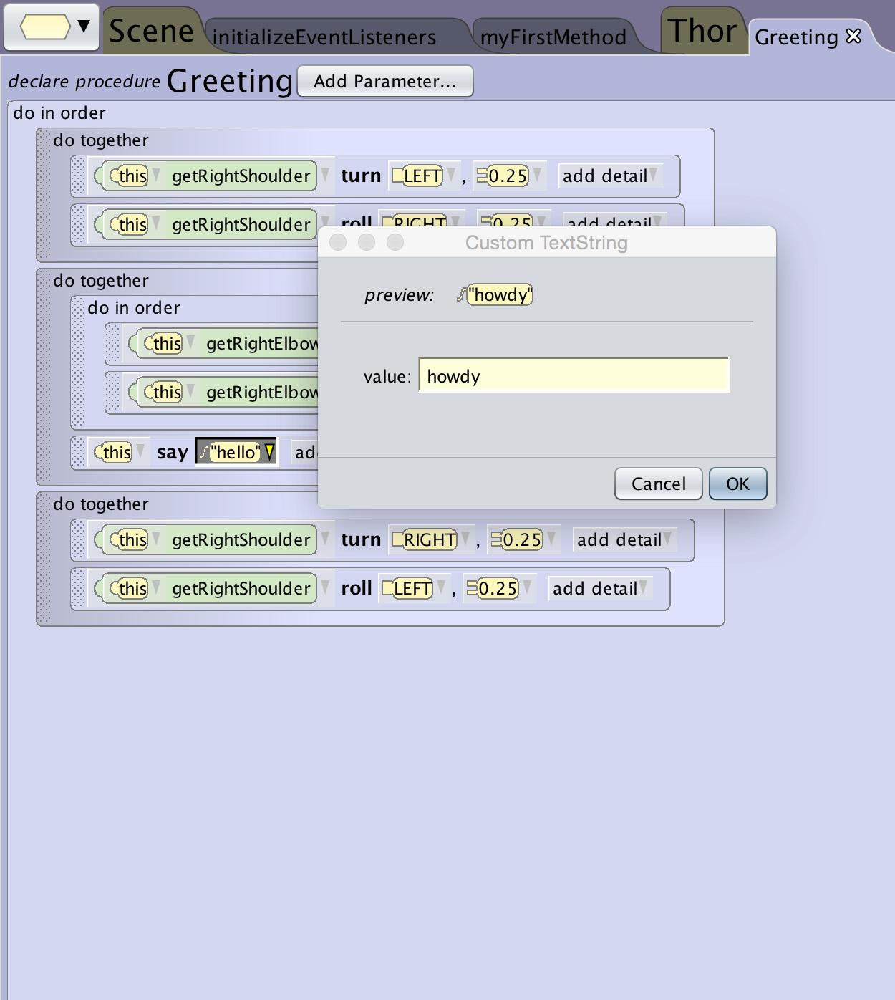 Scene initializeEventListeners myFirstMethod Thor Greeting
declare procedure Greeting Add Parameter...
do in order
do together
this getRightShoulder turn LEFT , 0.25 add detail
this getRightShoulder roll RIGHT 0.25 add detail
Custom TextString
do together
preview: "howdy"
do in order
this getRightElbow
value: howdy
this getRightElbow
this say "hello" ad
Cancel OK
do together
this getRightShoulder turn RIGHT , 0.25 add detail
this getRightShoulder roll LEFT , 0.25 add detail